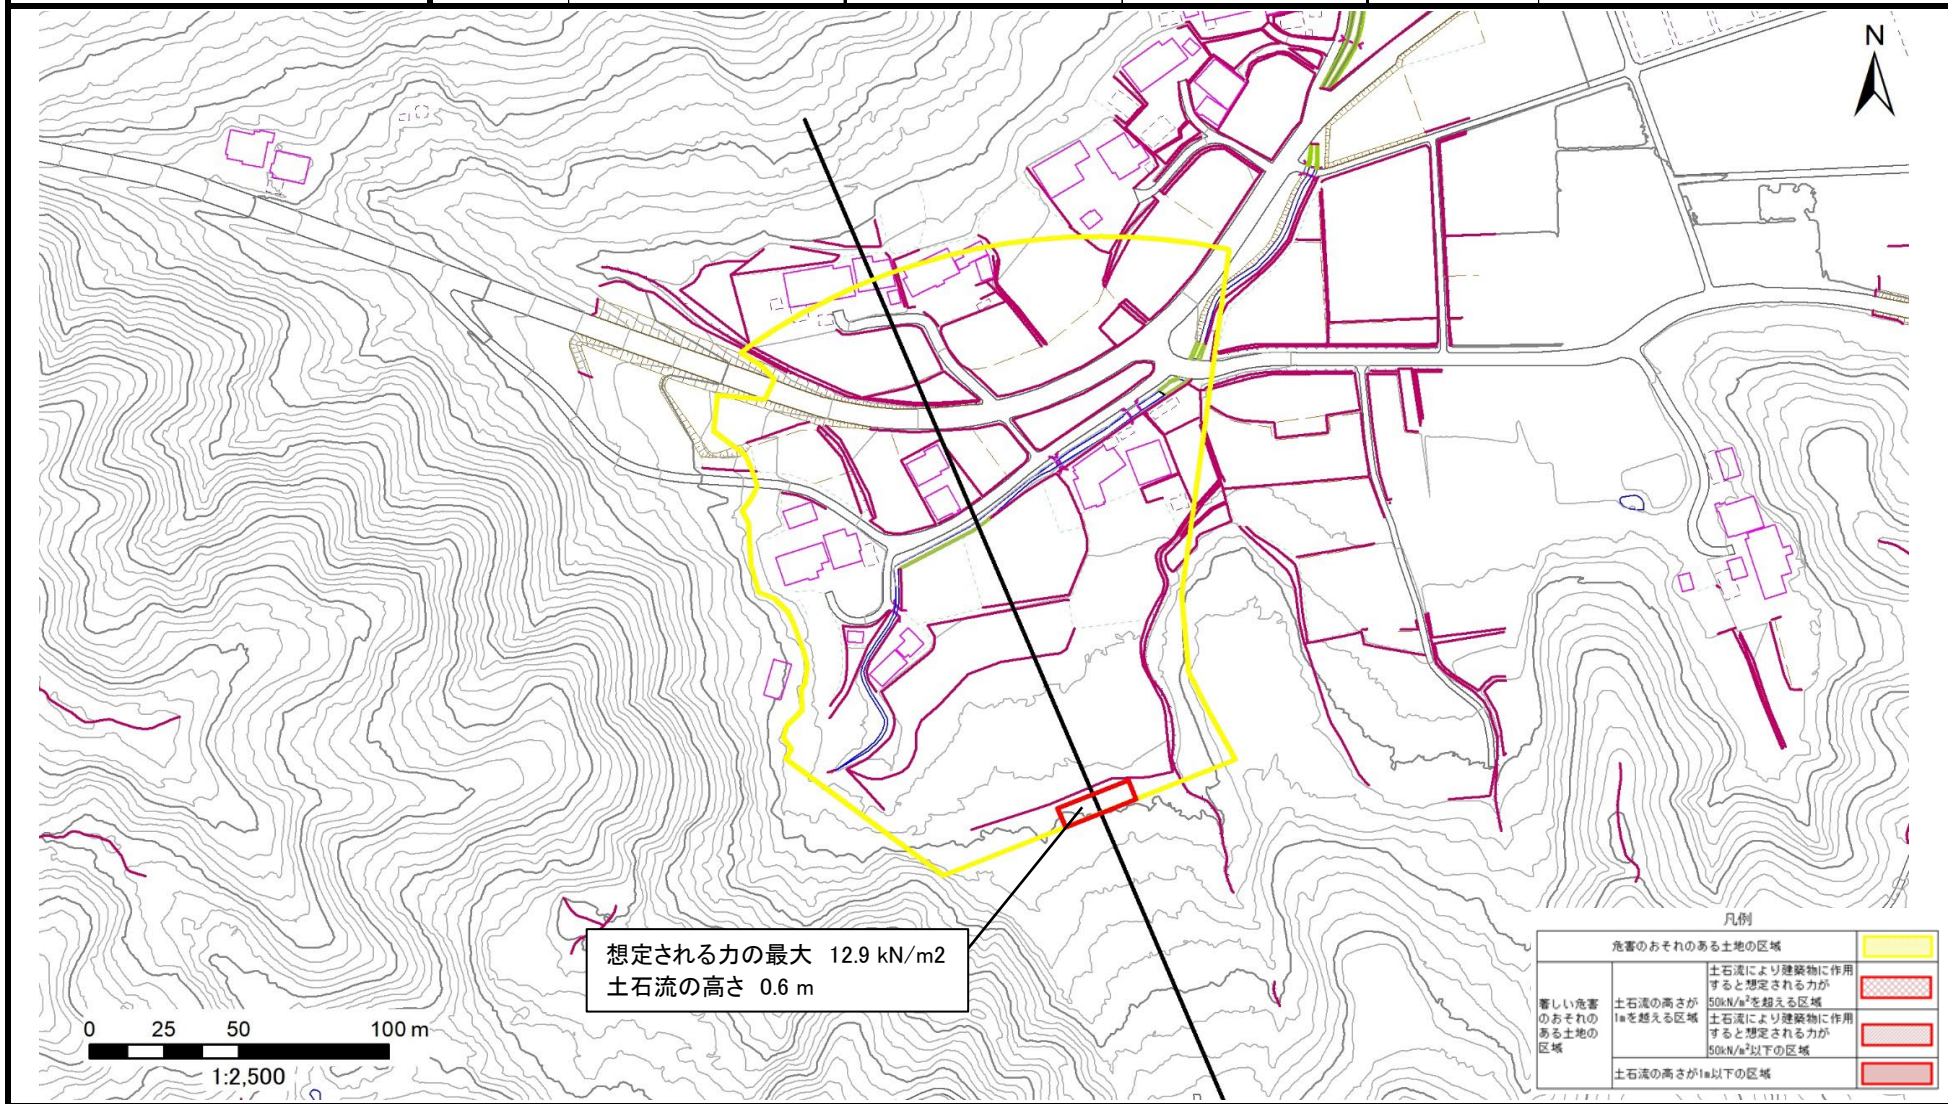 N
想定される力の最大 12.9 kN/m2
土石流の高さ 0.6 m
0 25 50 100 m
1:2,500
凡例
危害のおそれのある土地の区域
著しい危害
のおそれの
ある土地の
区域
土石流の高さが
1mを越える区域
土石流により建築物に作用
すると想定される力が
50kN/m²を超える区域
土石流により建築物に作用
すると想定される力が
50kN/m²以下の区域
土石流の高さが1m以下の区域